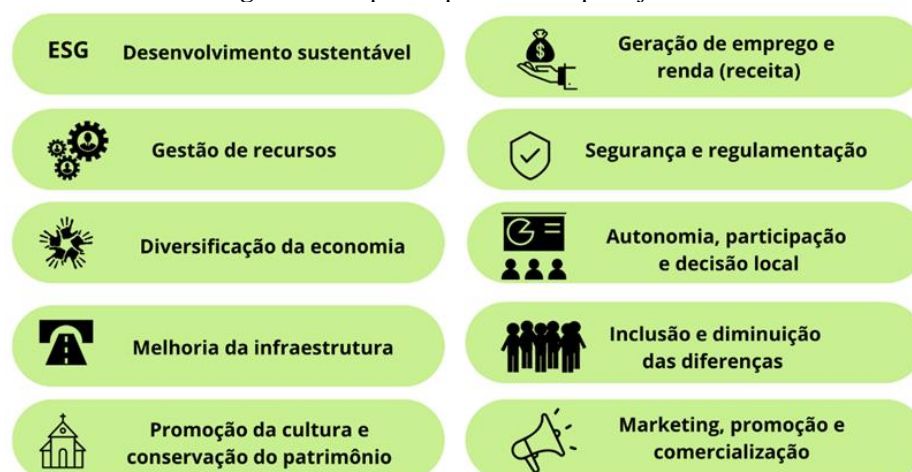 ESG Desenvolvimento sustentável
Gestão de recursos
Diversificação da economia
Melhoria da infraestrutura
Promoção da cultura e
conservação do patrimônio
$
Geração de emprego e
renda (receita)
Segurança e regulamentação
Autonomia, participação
e decisão local
Inclusão e diminuição
das diferenças
Marketing, promoção e
comercialização